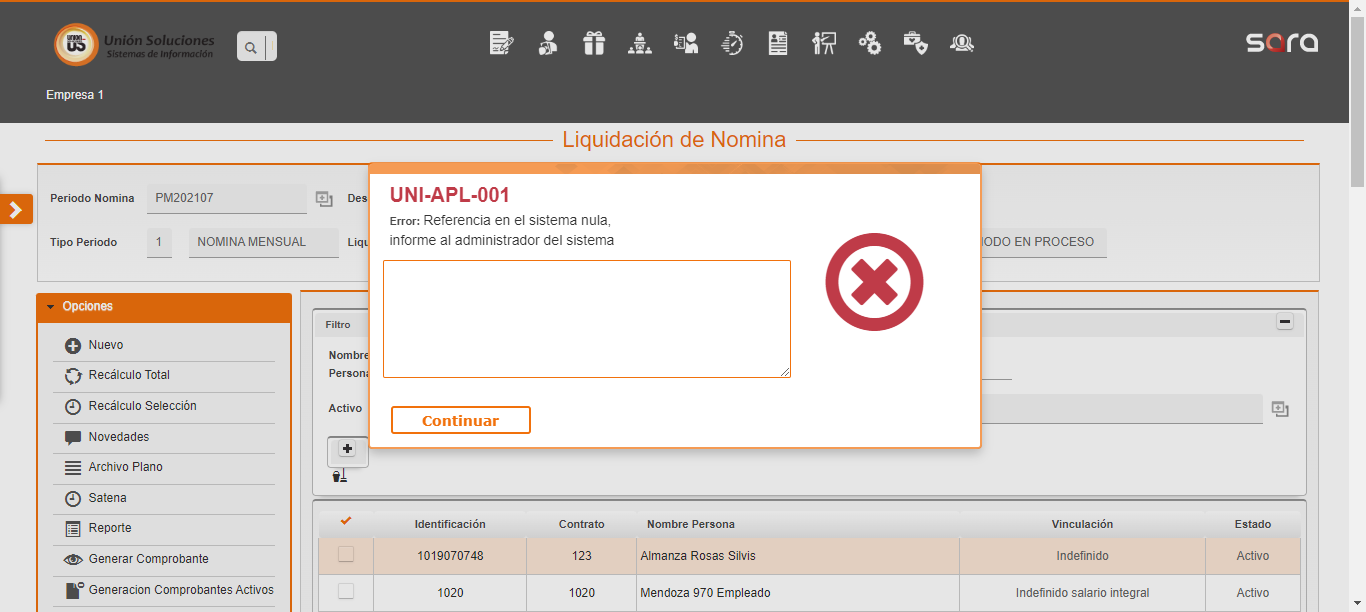 UNION
US
Unión Soluciones
Sistemas de Información
sara
Empresa 1
Liquidación de Nomina
Periodo Nomina
PM202107
Des
Tipo Periodo
1
NOMINA MENSUAL
Liqu
ODO EN PROCESO
UNI-APL-001
Error: Referencia en el sistema nula,
informe al administrador del sistema
Continuar
Opciones
Nuevo
Recálculo Total
Recálculo Selección
Novedades
Archivo Plano
Satena
Reporte
Generar Comprobante
Generacion Comprobantes Activos
Filtro
Nombre
Persona
Activo
Identificación Contrato Nombre Persona Vinculación Estado
1019070748 123 Almanza Rosas Silvis Indefinido Activo
1020 1020 Mendoza 970 Empleado Indefinido salario integral Activo